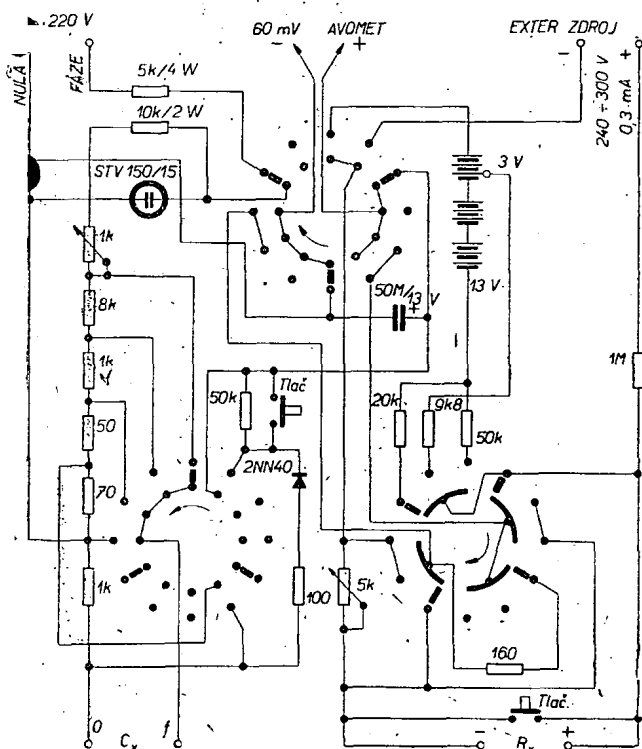 220 V
60 mV
AVOMET
EXTER ZDROJ
-
+
-
+
NULÁ
FÁZE
5k/4 W
10k/2 W
240 ÷ 300 V
0,3 mA
STV 150/15
3 V
1k
8k
50M/13 V
+
13 V
1M
1k
50k
Tlač
20k
9k8
50k
50
2NN40
70
1k
100
5k
160
Tlač.
0
Cx
f
-
Rx
+